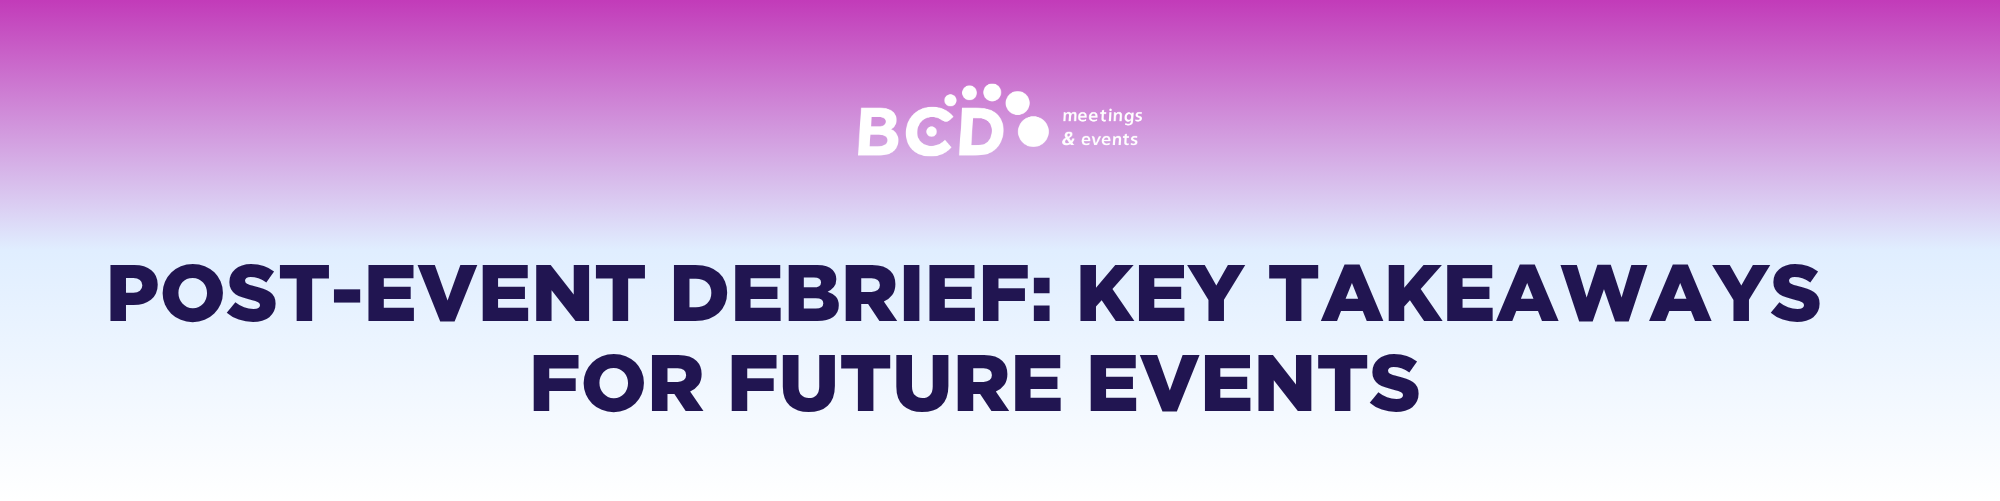 BCD meetings
& events
POST-EVENT DEBRIEF: KEY TAKEAWAYS
FOR FUTURE EVENTS